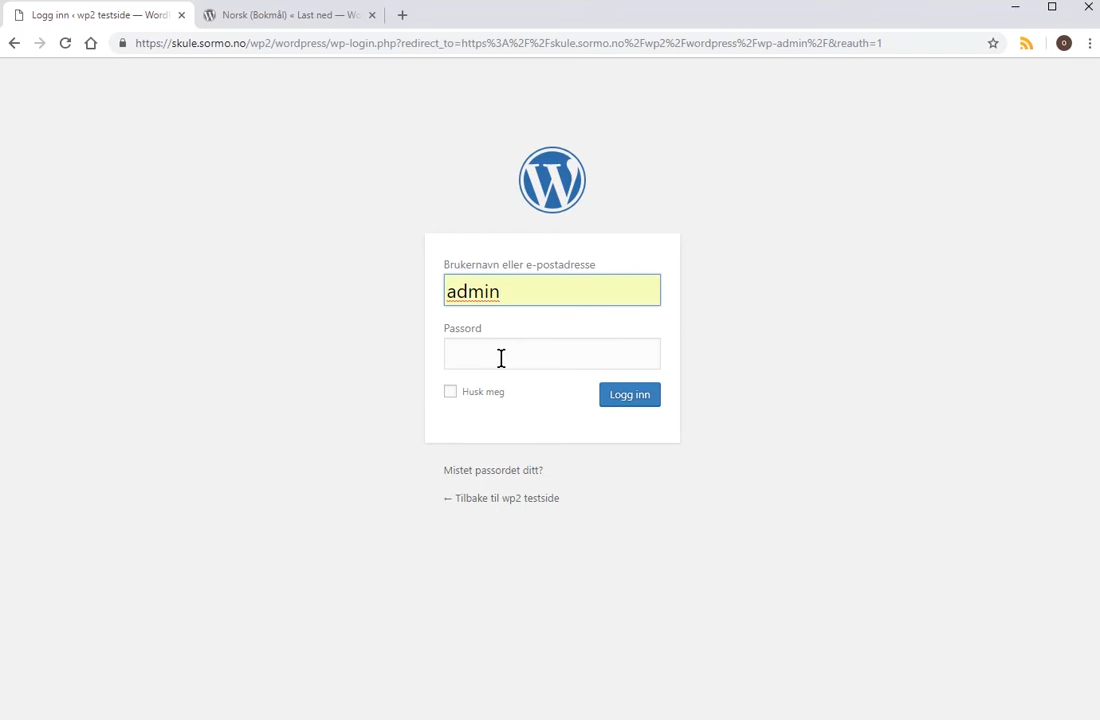 Logg inn ‹ wp2 testside — Word
Norsk (Bokmål) « Last ned — Wo
https://skule.sormo.no/wp2/wordpress/wp-login.php?redirect_to=https%3A%2F%2Fskule.sormo.no%2Fwp2%2Fwordpress%2Fwp-admin%2F&reauth=1
Brukernavn eller e-postadresse
admin
Passord
Husk meg
Logg inn
Mistet passordet ditt?
← Tilbake til wp2 testside